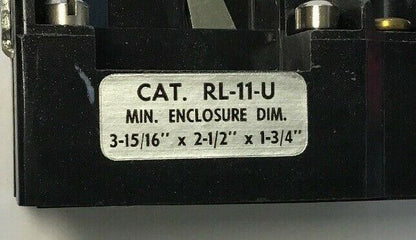 CAT. RL-11-U
MIN. ENCLOSURE DIM.
3-15/16" x 2-1/2" x 1-3/4"